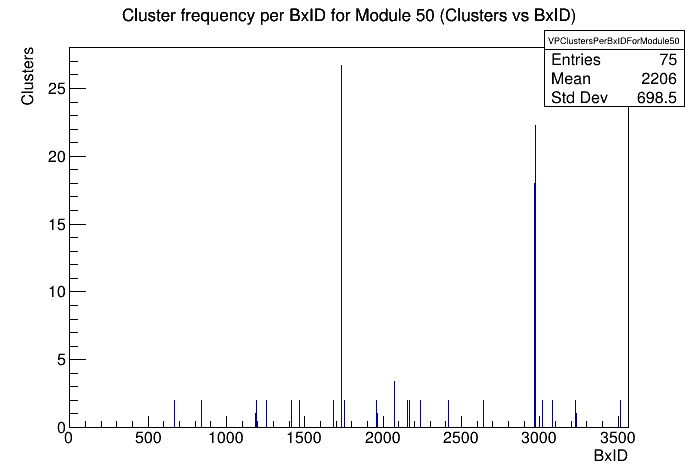 Cluster frequency per BxID for Module 50 (Clusters vs BxID)
VPClustersPerBxIDForModule50
Entries 75
Mean 2206
Std Dev 698.5
Clusters
25
20
15
10
5
0
0 500 1000 1500 2000 2500 3000 3500
BxID